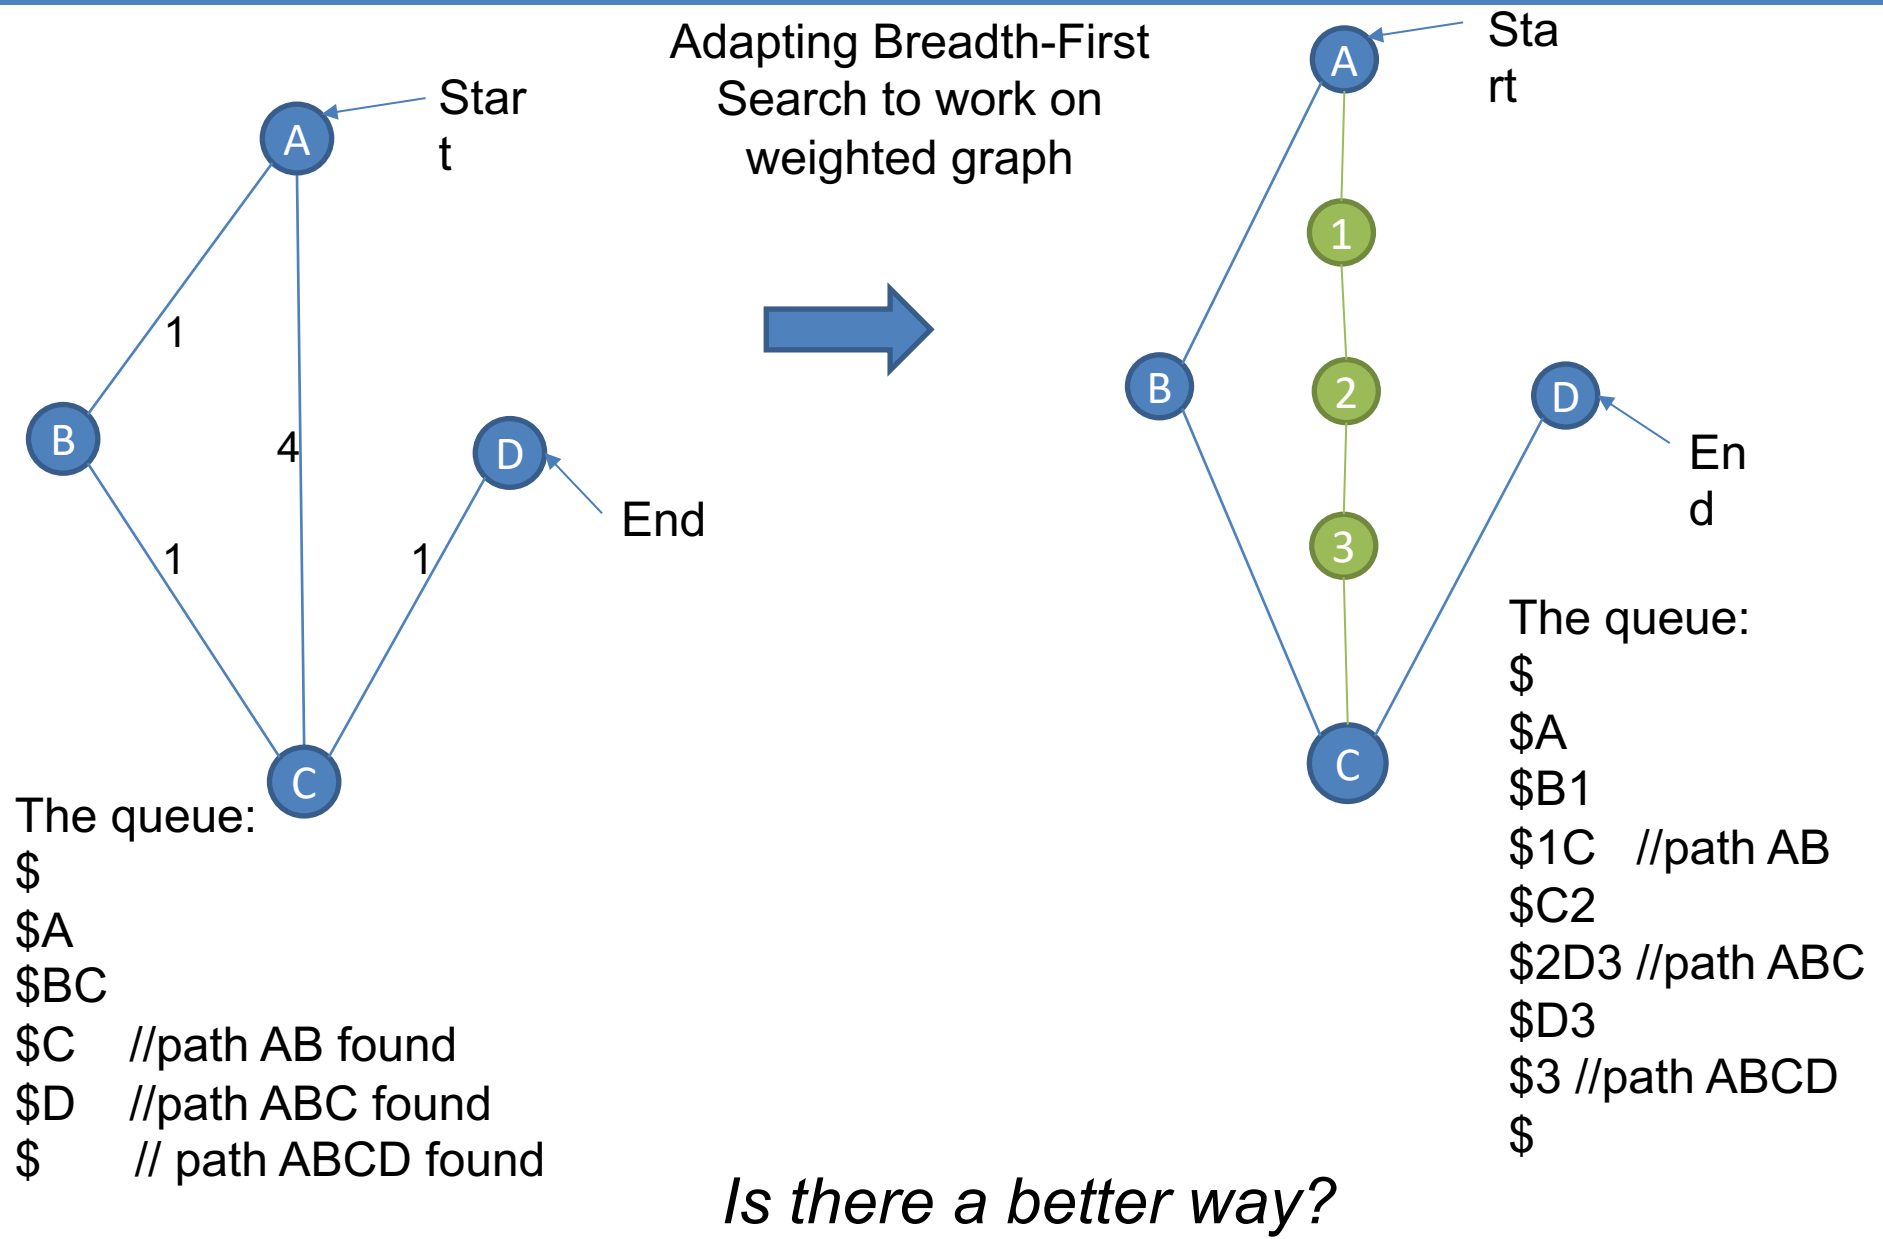 Adapting Breadth-First
Search to work on
weighted graph
Star
t
A
1
B
4
D
End
1
1
C
The queue:
$
$A
$BC
$C //path AB found
$D //path ABC found
$ // path ABCD found
Sta
rt
A
1
B
2
D
En
d
3
C
The queue:
$
$A
$B1
$1C //path AB
$C2
$2D3 //path ABC
$D3
$3 //path ABCD
$
Is there a better way?